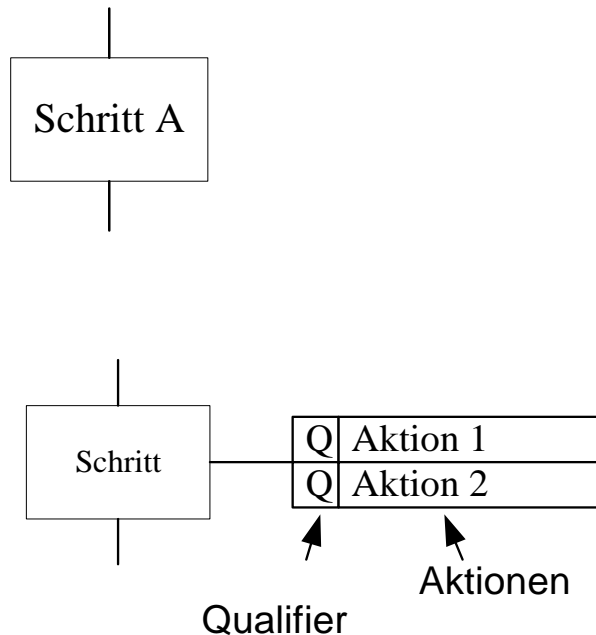 Schritt A
Schritt
Q Aktion 1
Q Aktion 2
Aktionen
Qualifier